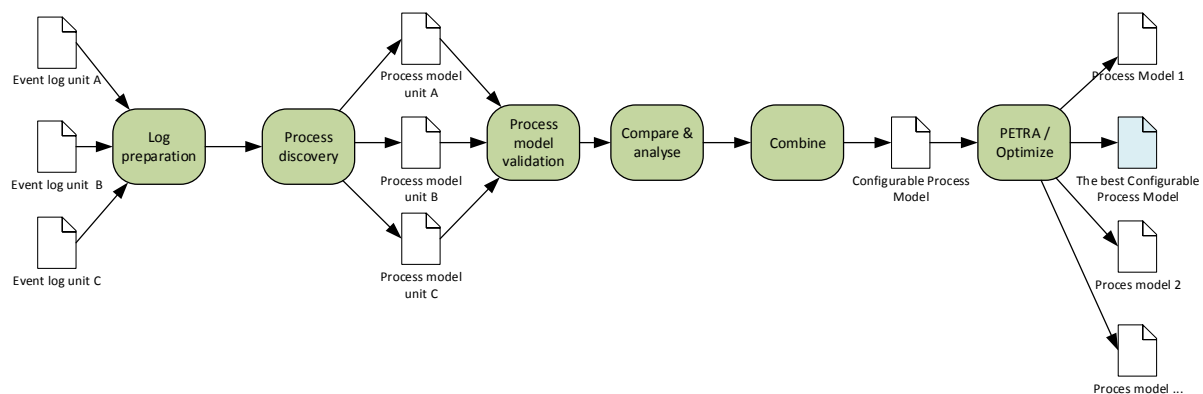 Event log unit A
Event log unit B
Event log unit C
Log
preparation
Process
discovery
Process model
unit A
Process model
unit B
Process model
unit C
Process
model
validation
Compare &
analyse
Combine
Configurable Process
Model
PETRA /
Optimize
Process Model 1
The best Configurable
Process Model
Proces model 2
Proces model ...